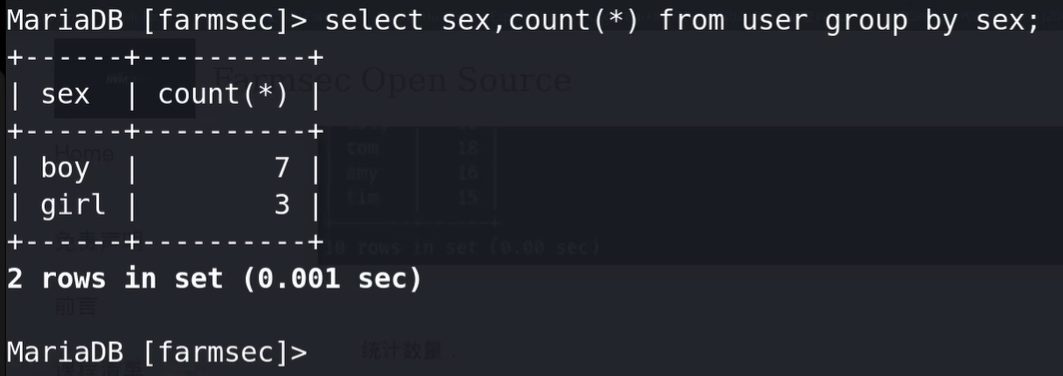 MariaDB [farmsec]> select sex,count(*) from user group by sex;
+------+----------+
| sex  | count(*) |
+------+----------+
| boy  |        7 |
| girl |        3 |
+------+----------+
2 rows in set (0.001 sec)
MariaDB [farmsec]>
Farmsec Open Source
Home
tom | 18
amy | 16
tim | 15
10 rows in set (0.00 sec)
前言
统计数量